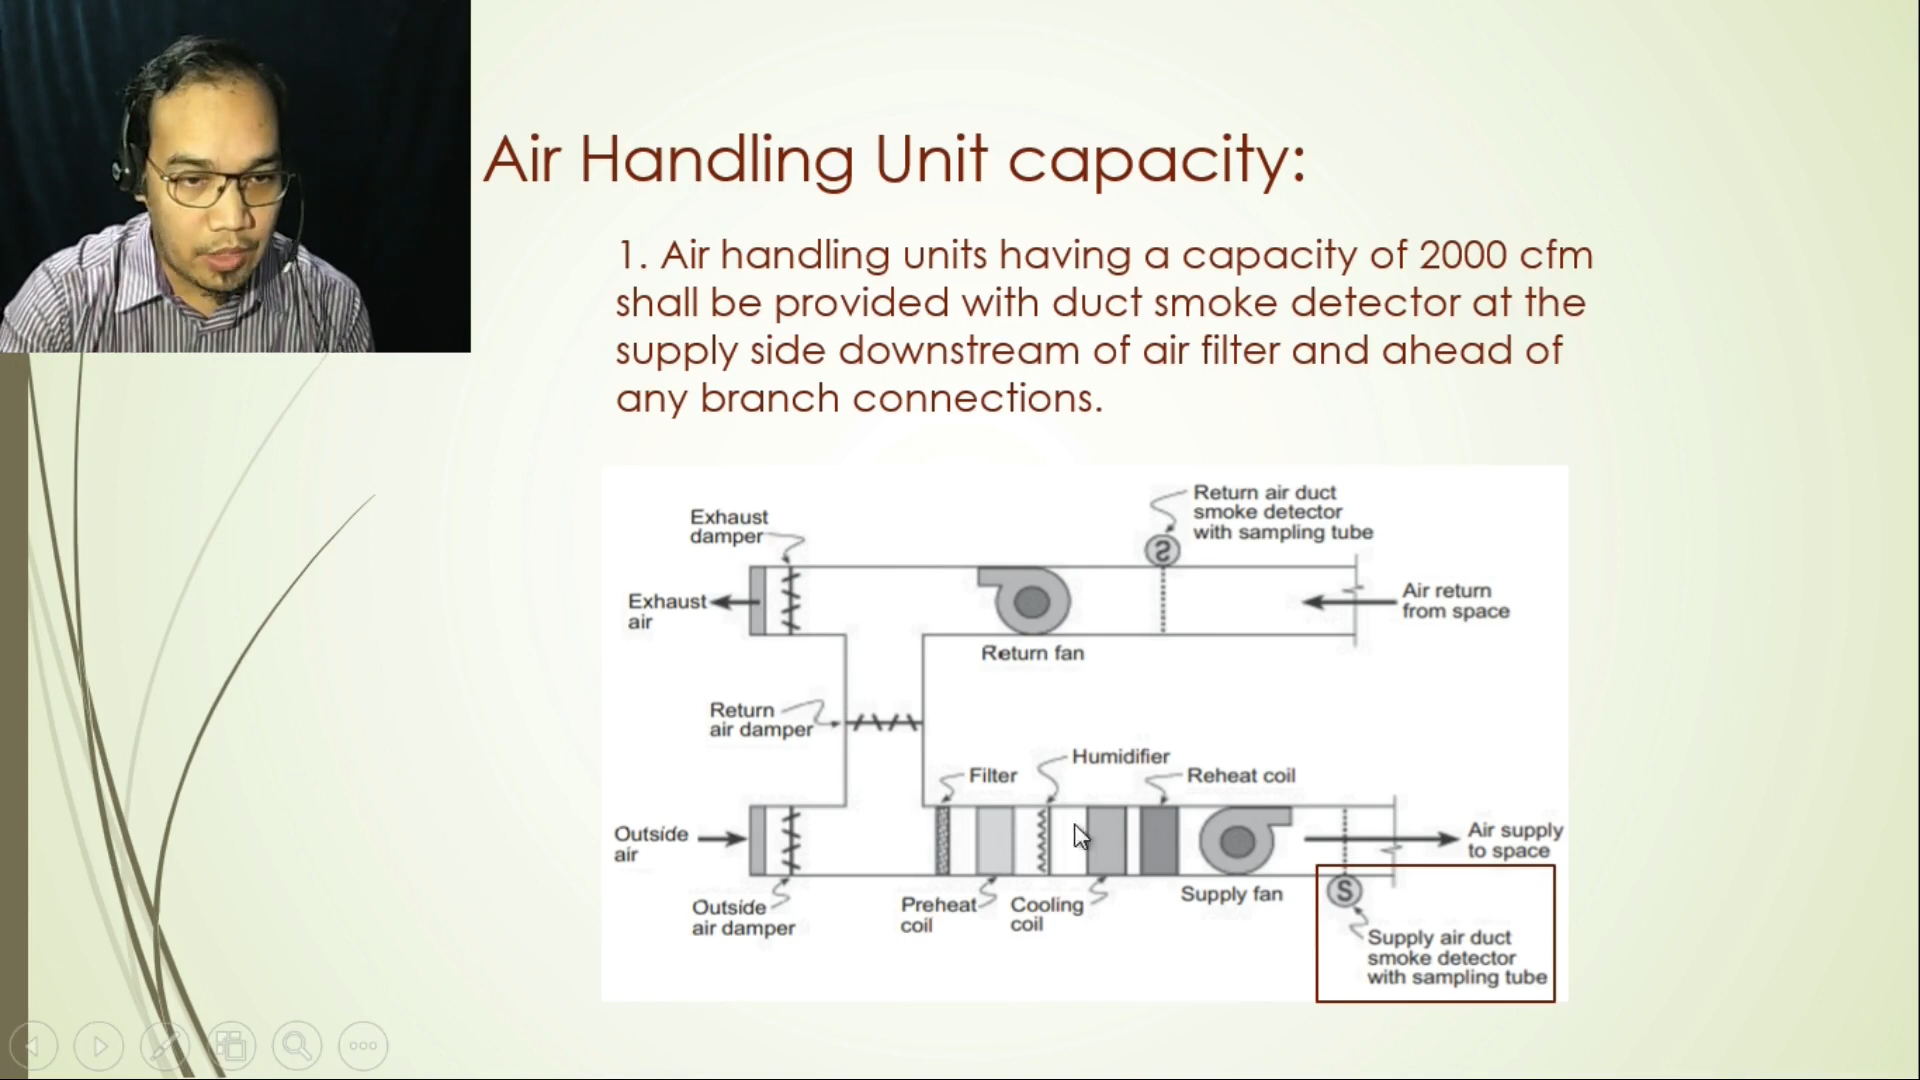 Air Handling Unit capacity:
1. Air handling units having a capacity of 2000 cfm
shall be provided with duct smoke detector at the
supply side downstream of air filter and ahead of
any branch connections.
Return air duct
smoke detector
with sampling tube
Exhaust
damper
S
Exhaust
air
Air return
from space
Return fan
Return
air damper
Humidifier
Filter
Reheat coil
Outside
air
Air supply
to space
Supply fan
S
Preheat
coil
Cooling
coil
Outside
air damper
Supply air duct
smoke detector
with sampling tube